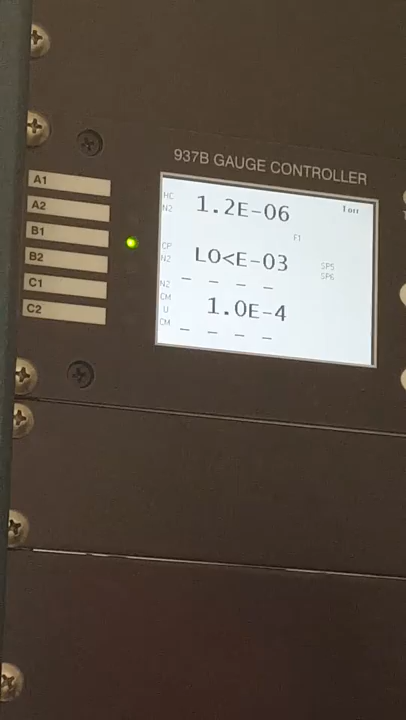 937B GAUGE CONTROLLER
A1
A2
B1
B2
C1
C2
HC
N2
1.2E-06
Torr
F1
CP
N2
LO<E-03
SP5
SP6
N2
_ _ _ _
CM
U
1.0E-4
CM
_ _ _ _